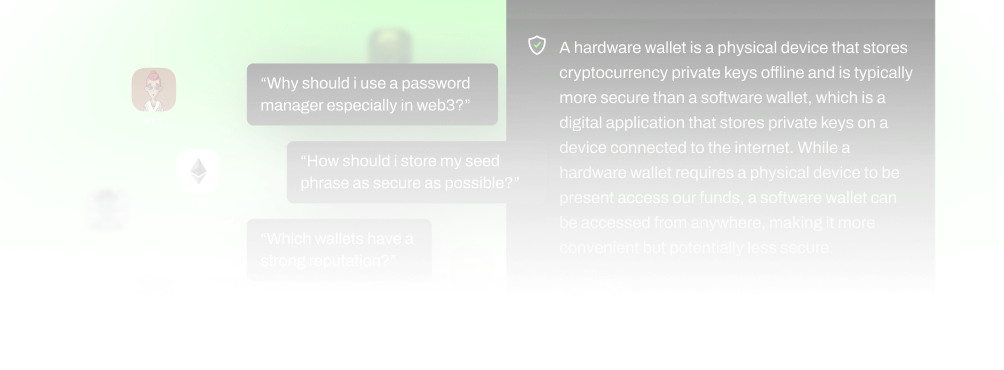 “Why should i use a password
manager especially in web3?”
“How should i store my seed
phrase as secure as possible?”
“Which wallets have a
strong reputation?”
A hardware wallet is a physical device that stores
cryptocurrency private keys offline and is typically
more secure than a software wallet, which is a
digital application that stores private keys on a
device connected to the internet. While a
hardware wallet requires a physical device to be
present access our funds, a software wallet can
be accessed from anywhere, making it more
convenient but potentially less secure.